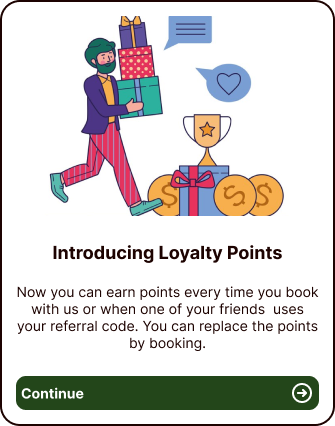 Introducing Loyalty Points
Now you can earn points every time you book
with us or when one of your friends  uses
your referral code. You can replace the points
by booking.
Continue